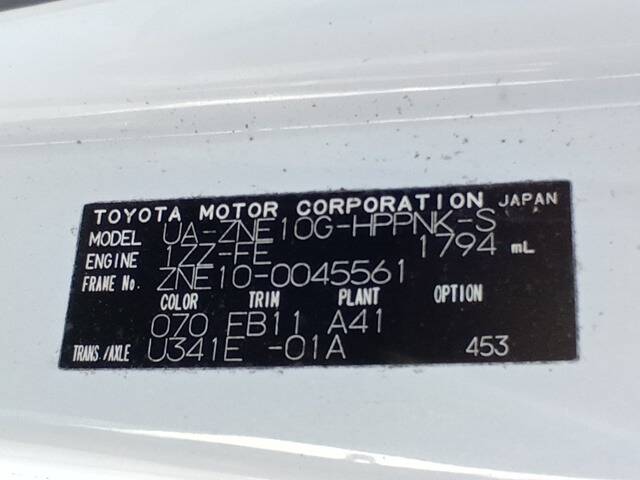 TOYOTA MOTOR CORPORATION JAPAN
MODEL UA-ZNE10G-HPPNK-S
ENGINE 1ZZ-FE 1794 mL
FRAME No. ZNE10-0045561
COLOR TRIM PLANT OPTION
070 FB11 A41
TRANS./AXLE U341E -01A 453